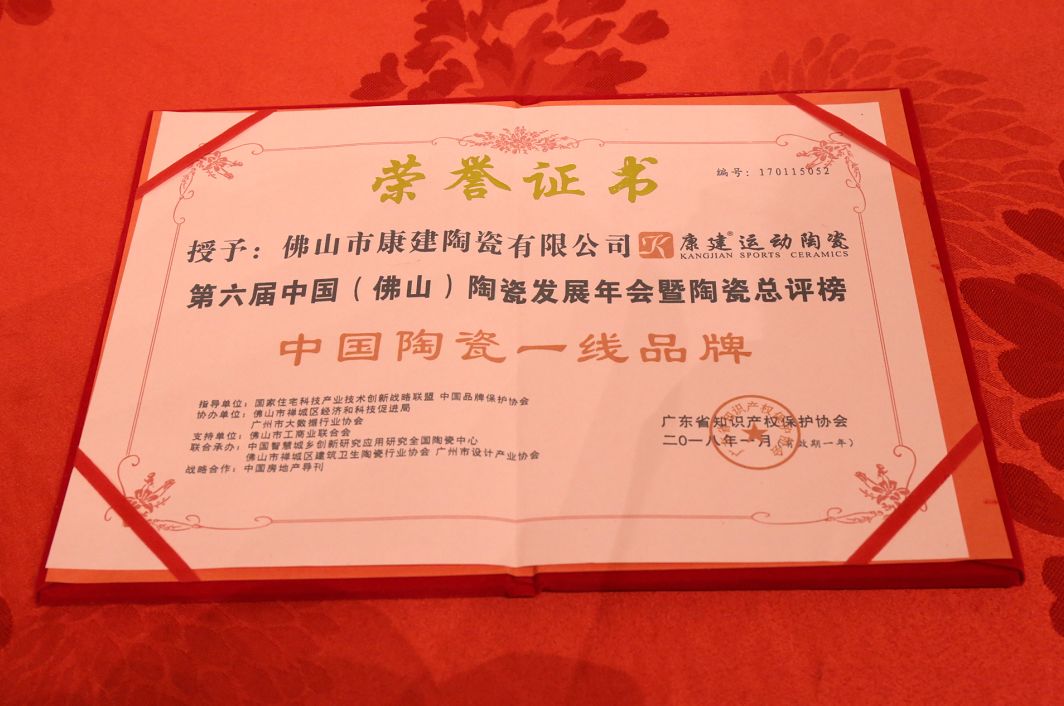 荣誉证书
编号：170115052
授予：佛山市康建陶瓷有限公司 K 康建®运动陶瓷
KANGJIAN SPORTS CERAMICS
第六届中国（佛山）陶瓷发展年会暨陶瓷总评榜
中国陶瓷一线品牌
指导单位：国家住宅科技产业技术创新战略联盟 中国品牌保护协会
协办单位：佛山市禅城区经济和科技促进局
广州市大数据行业协会
支持单位：佛山市工商业联合会
联合承办：中国智慧城乡创新研究应用研究全国陶瓷中心
佛山市禅城区建筑卫生陶瓷行业协会 广州市设计产业协会
战略合作：中国房地产导刊
广东省知识产权保护协会
二〇一八年一月（有效期一年）